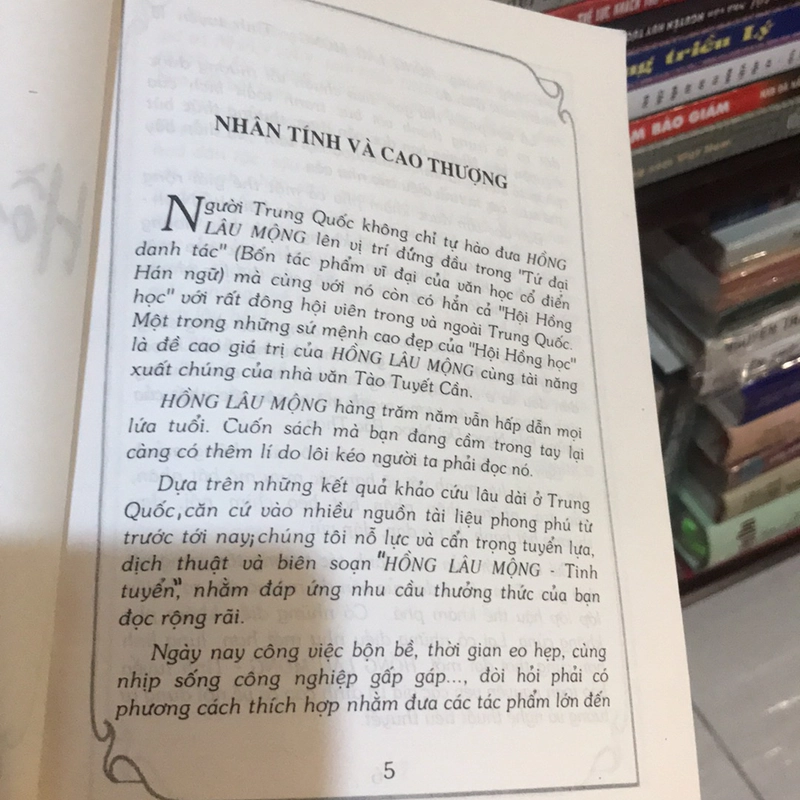 NHÂN TÍNH VÀ CAO THƯỢNG
Người Trung Quốc không chỉ tự hào đưa HỒNG
LÂU MỘNG lên vị trí đứng đầu trong "Tứ đại
danh tác" (Bốn tác phẩm vĩ đại của văn học cổ điển
Hán ngữ) mà cùng với nó còn có hẳn cả "Hội Hồng
học" với rất đông hội viên trong và ngoài Trung Quốc.
Một trong những sứ mệnh cao đẹp của "Hội Hồng học"
là đề cao giá trị của HỒNG LÂU MỘNG cùng tài năng
xuất chúng của nhà văn Tào Tuyết Cần.
HỒNG LÂU MỘNG hàng trăm năm vẫn hấp dẫn mọi
lứa tuổi. Cuốn sách mà bạn đang cầm trong tay lại
càng có thêm lí do lôi kéo người ta phải đọc nó.
Dựa trên những kết quả khảo cứu lâu dài ở Trung
Quốc, căn cứ vào nhiều nguồn tài liệu phong phú từ
trước tới nay; chúng tôi nỗ lực và cẩn trọng tuyển lựa,
dịch thuật và biên soạn "HỒNG LÂU MỘNG - Tinh
tuyển", nhằm đáp ứng nhu cầu thưởng thức của bạn
đọc rộng rãi.
Ngày nay công việc bộn bề, thời gian eo hẹp, cùng
nhịp sống công nghiệp gấp gáp..., đòi hỏi phải có
phương cách thích hợp nhằm đưa các tác phẩm lớn đến
5
triều Lý
BÁO GIÁM